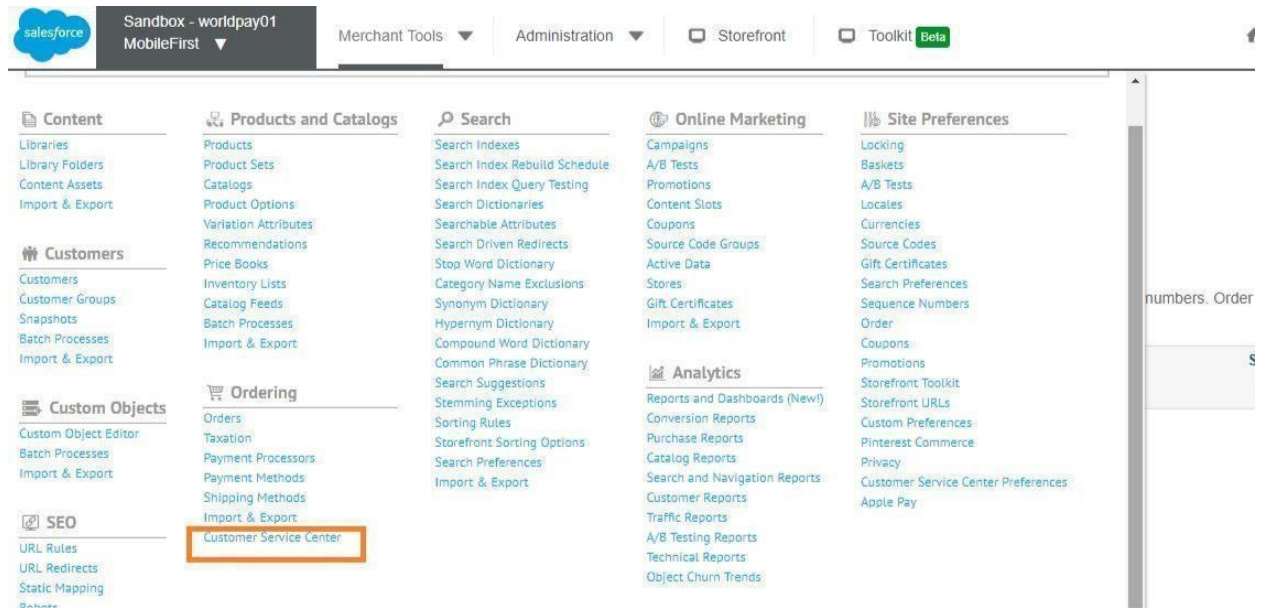 salesforce
Sandbox - worldpay01
MobileFirst
Merchant Tools
Administration
Storefront
Toolkit Beta
Content
Libraries
Library Folders
Content Assets
Import & Export
Customers
Customers
Customer Groups
Snapshots
Batch Processes
Import & Export
Custom Objects
Custom Object Editor
Batch Processes
Import & Export
SEO
URL Rules
URL Redirects
Static Mapping
Robots
Products and Catalogs
Products
Product Sets
Catalogs
Product Options
Variation Attributes
Recommendations
Price Books
Inventory Lists
Catalog Feeds
Batch Processes
Import & Export
Ordering
Orders
Taxation
Payment Processors
Payment Methods
Shipping Methods
Import & Export
Customer Service Center
Search
Search Indexes
Search Index Rebuild Schedule
Search Index Query Testing
Search Dictionaries
Searchable Attributes
Search Driven Redirects
Stop Word Dictionary
Category Name Exclusions
Synonym Dictionary
Hypernym Dictionary
Compound Word Dictionary
Common Phrase Dictionary
Search Suggestions
Stemming Exceptions
Sorting Rules
Storefront Sorting Options
Search Preferences
Import & Export
Online Marketing
Campaigns
A/B Tests
Promotions
Content Slots
Coupons
Source Code Groups
Active Data
Stores
Gift Certificates
Import & Export
Analytics
Reports and Dashboards (New!)
Conversion Reports
Purchase Reports
Catalog Reports
Search and Navigation Reports
Customer Reports
Traffic Reports
A/B Testing Reports
Technical Reports
Object Churn Trends
Site Preferences
Locking
Baskets
A/B Tests
Locales
Currencies
Source Codes
Gift Certificates
Search Preferences
Sequence Numbers
Order
Coupons
Promotions
Storefront Toolkit
Storefront URLs
Custom Preferences
Pinterest Commerce
Privacy
Customer Service Center Preferences
Apple Pay
numbers. Order
S